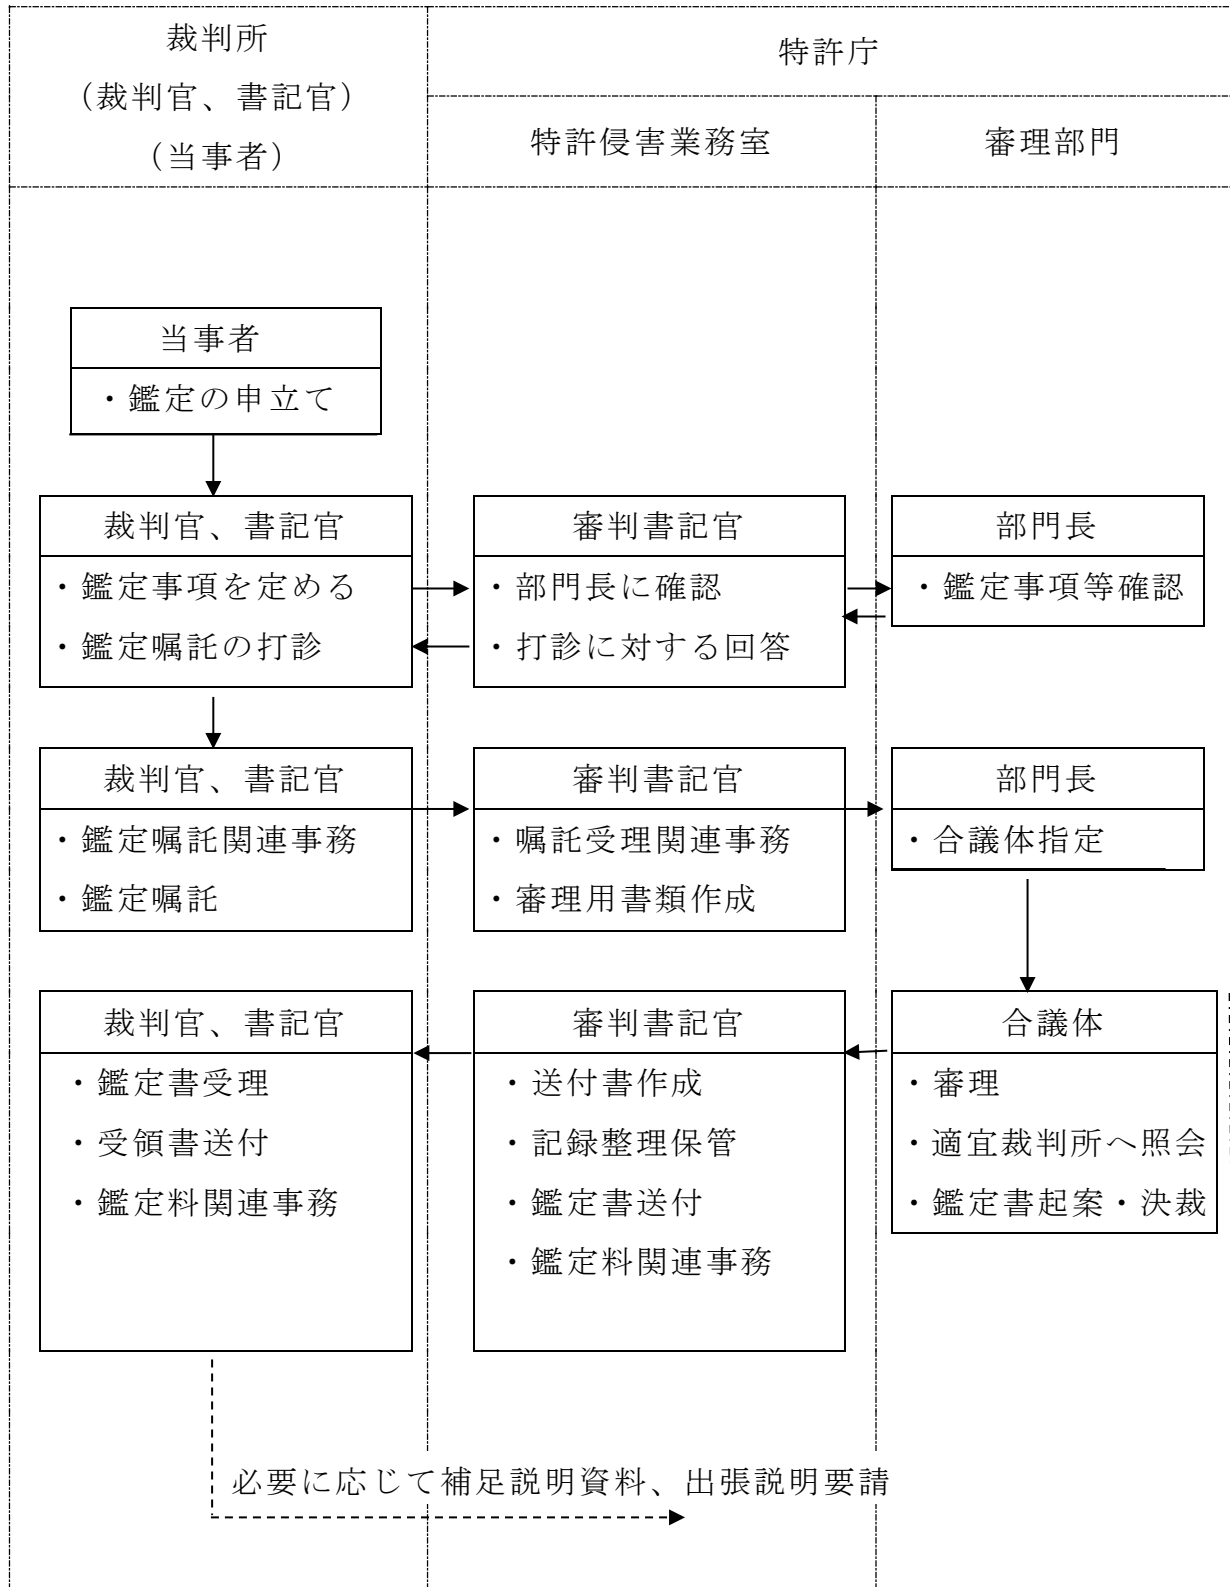 裁判所
（裁判官、書記官）
（当事者）
特許庁
特許侵害業務室
審理部門
当事者
・鑑定の申立て
裁判官、書記官
・鑑定事項を定める
・鑑定嘱託の打診
審判書記官
・部門長に確認
・打診に対する回答
部門長
・鑑定事項等確認
裁判官、書記官
・鑑定嘱託関連事務
・鑑定嘱託
審判書記官
・嘱託受理関連事務
・審理用書類作成
部門長
・合議体指定
裁判官、書記官
・鑑定書受理
・受領書送付
・鑑定料関連事務
審判書記官
・送付書作成
・記録整理保管
・鑑定書送付
・鑑定料関連事務
合議体
・審理
・適宜裁判所へ照会
・鑑定書起案・決裁
必要に応じて補足説明資料、出張説明要請